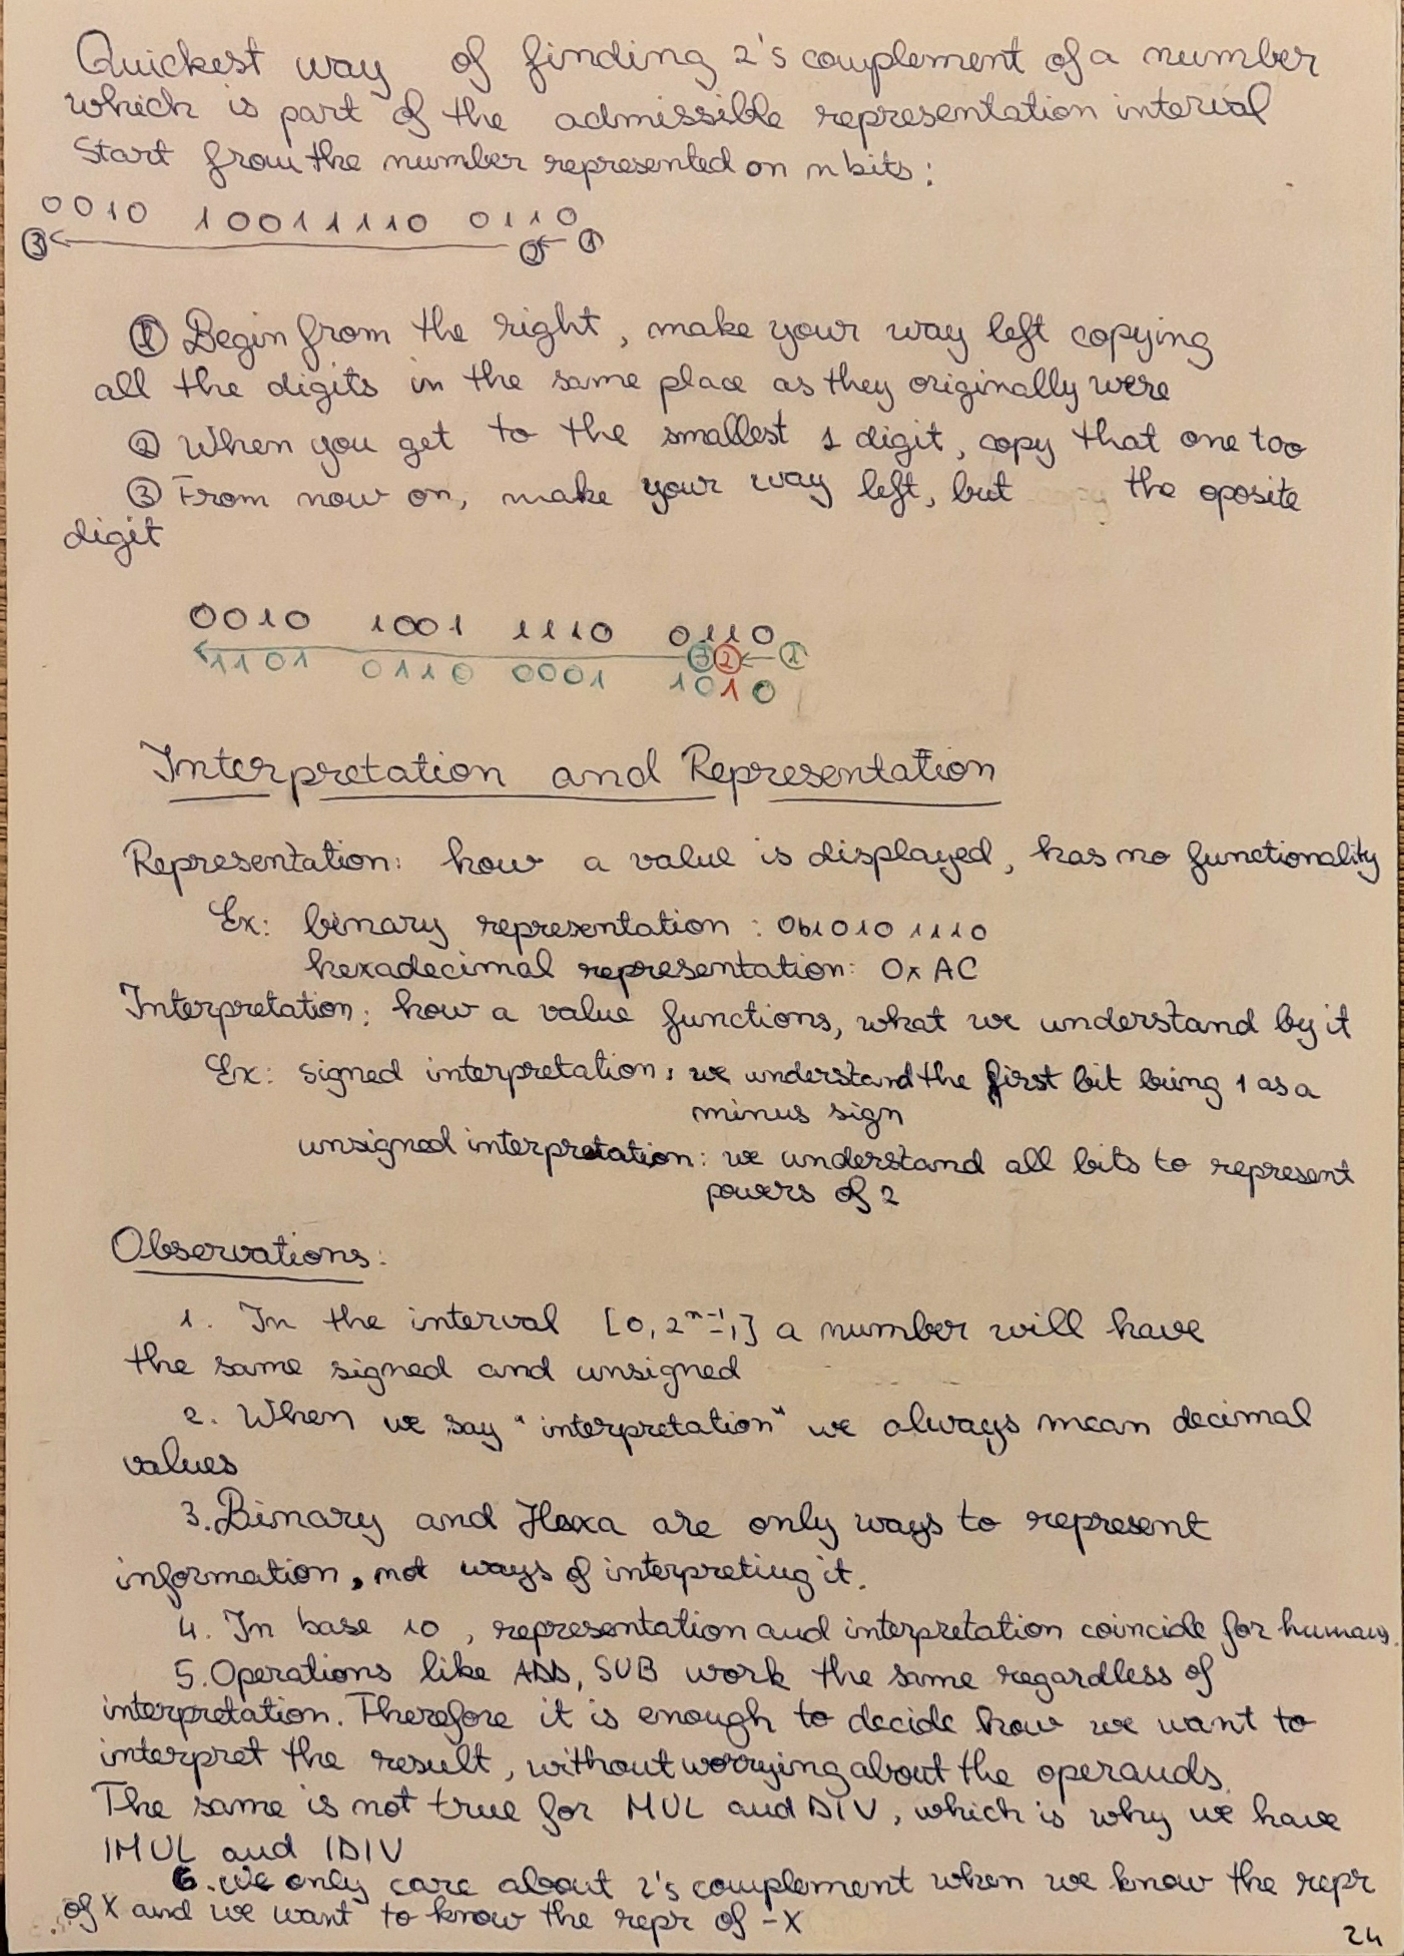 Quickest way of finding 2's complement of a number
which is part of the admissible representation interval
Start from the number represented on n bits:
0010 10011110 0110
③ ② ①
① Begin from the right, make your way left copying
all the digits in the same place as they originally were
② When you get to the smallest 1 digit, copy that one too
③ From now on, make your way left, but the oposite
digit
0010 1001 1110 0110
③ ② ①
1101 0110 0001 1010
Interpretation and Representation
Representation: how a value is displayed, has no functionality
Ex: binary representation: 0b1010 1110
hexadecimal representation: 0xAC
Interpretation: how a value functions, what we understand by it
Ex: signed interpretation: we understand the first bit being 1 as a
minus sign
unsigned interpretation: we understand all bits to represent
powers of 2
Observations:
1. In the interval [0, 2^(n-1)-1] a number will have
the same signed and unsigned
2. When we say "interpretation" we always mean decimal
values
3. Binary and Hexa are only ways to represent
information, not ways of interpreting it.
4. In base 10, representation and interpretation coincide for humans.
5. Operations like ADD, SUB work the same regardless of
interpretation. Therefore it is enough to decide how we want to
interpret the result, without worrying about the operands.
The same is not true for MUL and DIV, which is why we have
IMUL and IDIV
6. We only care about 2's complement when we know the repr
of X and we want to know the repr of -X
24